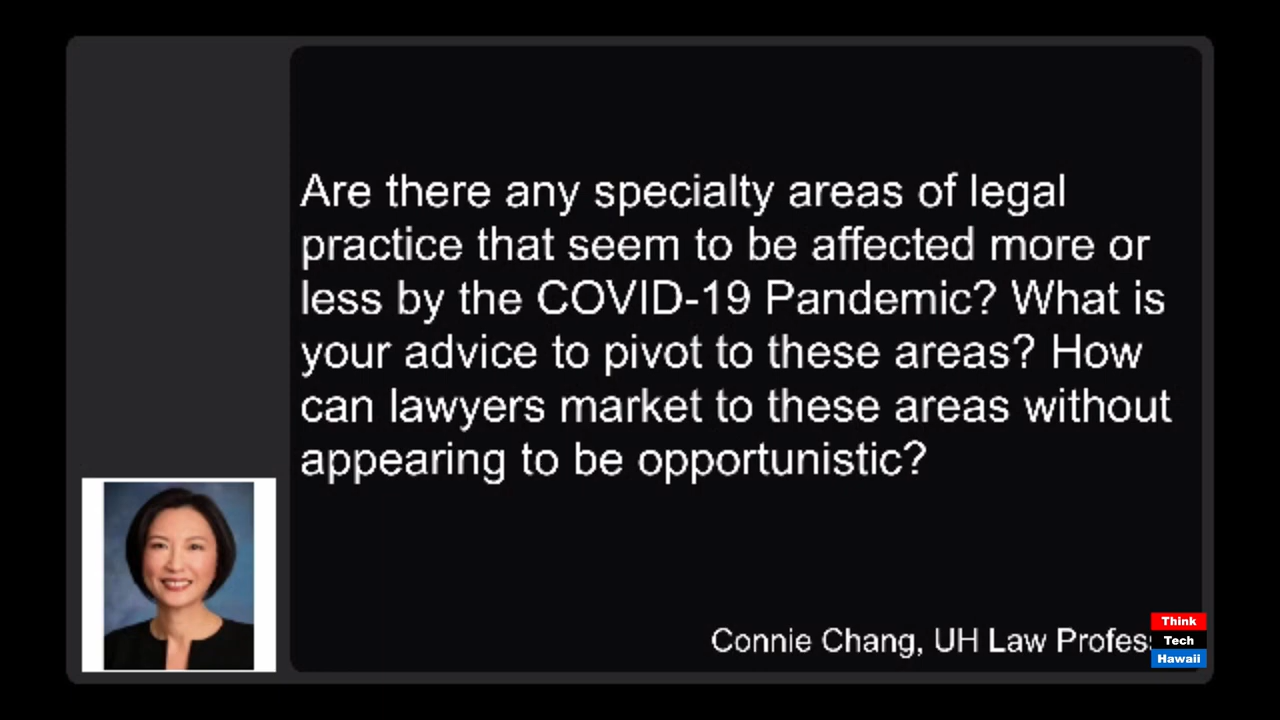 Are there any specialty areas of legal
practice that seem to be affected more or
less by the COVID-19 Pandemic? What is
your advice to pivot to these areas? How
can lawyers market to these areas without
appearing to be opportunistic?
Connie Chang, UH Law
Think
Tech
Hawaii